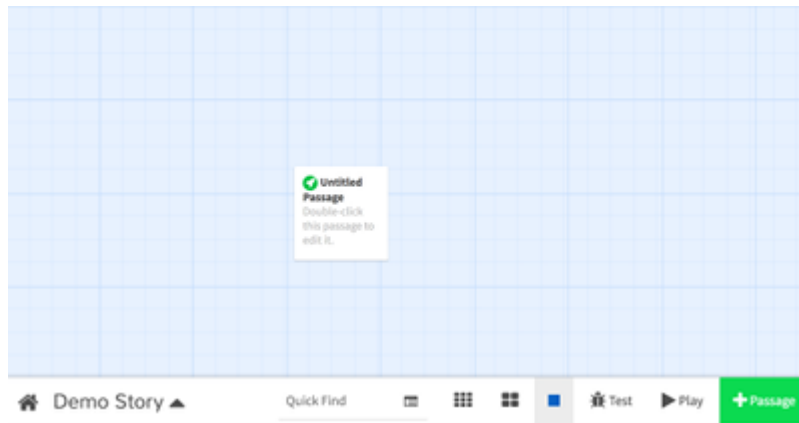 Untitled
Passage
Double-click
this passage to
edit it.
Demo Story
Quick Find
Test
Play
Passage